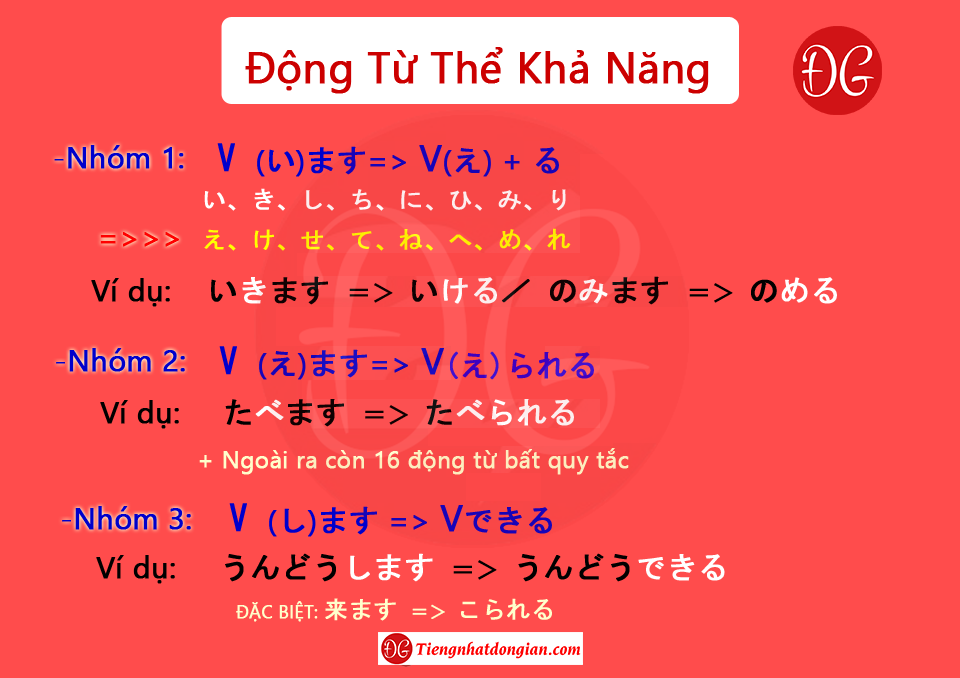 Động Từ Thể Khả Năng
ĐG
-Nhóm 1: V (い)ます=> V(え) + る
い、き、し、ち、に、ひ、み、り
=>>> え、け、せ、て、ね、へ、め、れ
Ví dụ: いきます => いける／ のみます => のめる
-Nhóm 2: V (え)ます=> V(え)られる
Ví dụ: たべます => たべられる
+ Ngoài ra còn 16 động từ bất quy tắc
-Nhóm 3: V (し)ます => Vできる
Ví dụ: うんどうします => うんどうできる
ĐẶC BIỆT: 来ます => こられる
ĐG Tiengnhatdongian.com